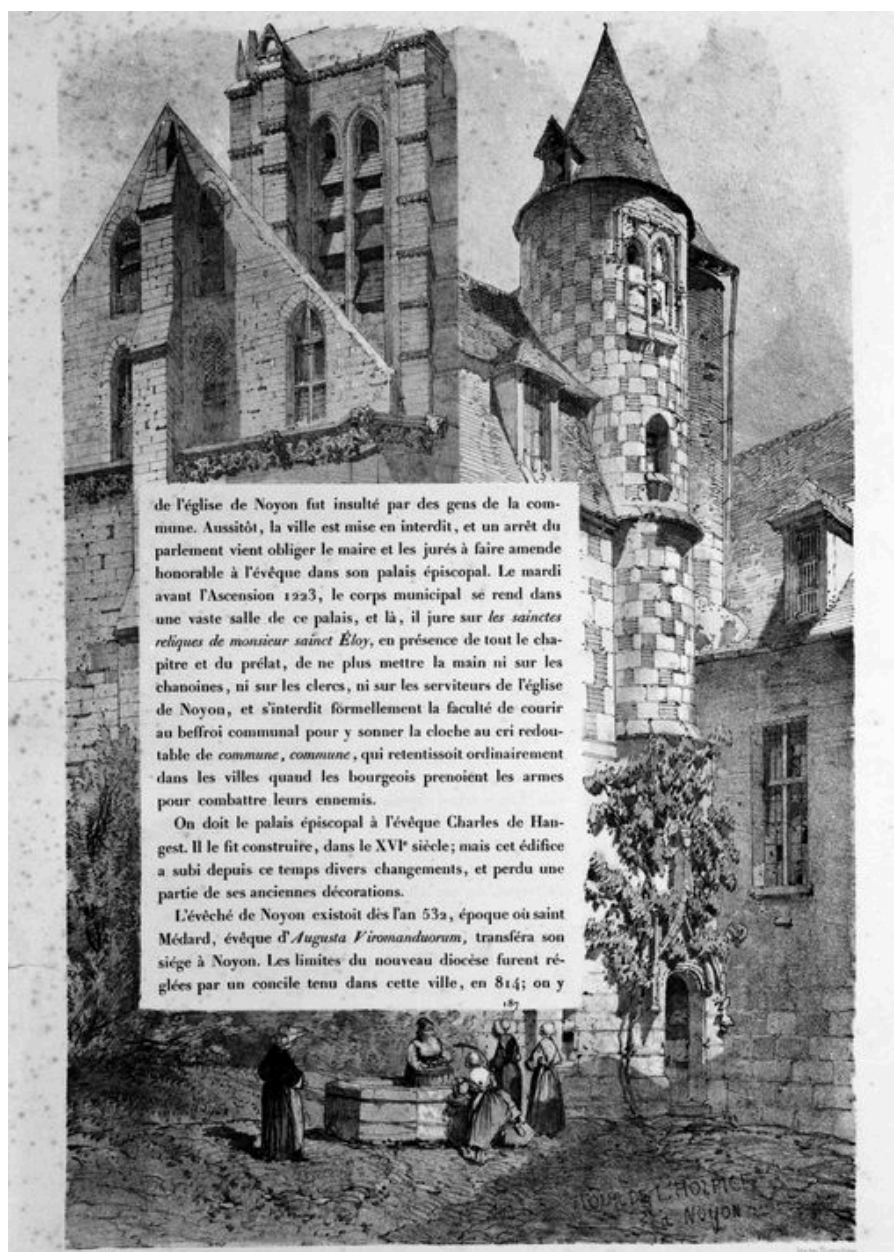 de l'église de Noyon fut insulté par des gens de la com-
mune. Aussitôt, la ville est mise en interdit, et un arrêt du
parlement vient obliger le maire et les jurés à faire amende
honorable à l'évêque dans son palais épiscopal. Le mardi
avant l'Ascension 1223, le corps municipal se rend dans
une vaste salle de ce palais, et là, il jure sur les sainctes
reliques de monsieur sainct Éloy, en présence de tout le cha-
pitre et du prélat, de ne plus mettre la main ni sur les
chanoines, ni sur les clercs, ni sur les serviteurs de l'église
de Noyon, et s'interdit formellement la faculté de courir
au beffroi communal pour y sonner la cloche au cri redou-
table de commune, commune, qui retentissoit ordinairement
dans les villes quand les bourgeois prenoient les armes
pour combattre leurs ennemis.
On doit le palais épiscopal à l'évêque Charles de Han-
gest. Il le fit construire, dans le XVIe siècle; mais cet édifice
a subi depuis ce temps divers changements, et perdu une
partie de ses anciennes décorations.
L'évêché de Noyon existoit dès l'an 532, époque où saint
Médard, évêque d'Augusta Viromanduorum, transféra son
siége à Noyon. Les limites du nouveau diocèse furent ré-
glées par un concile tenu dans cette ville, en 814; on y
187
DE L'HOSPICE
à NOYON